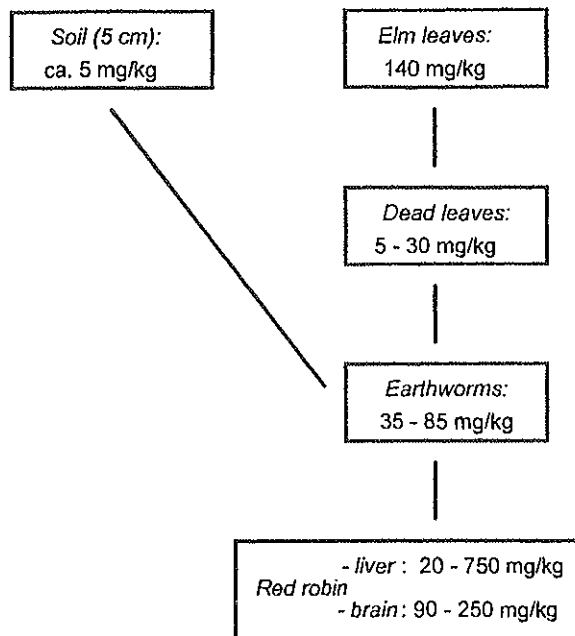 Soil (5 cm):
ca. 5 mg/kg
Elm leaves:
140 mg/kg
Dead leaves:
5 - 30 mg/kg
Earthworms:
35 - 85 mg/kg
Red robin
- liver : 20 - 750 mg/kg
- brain : 90 - 250 mg/kg